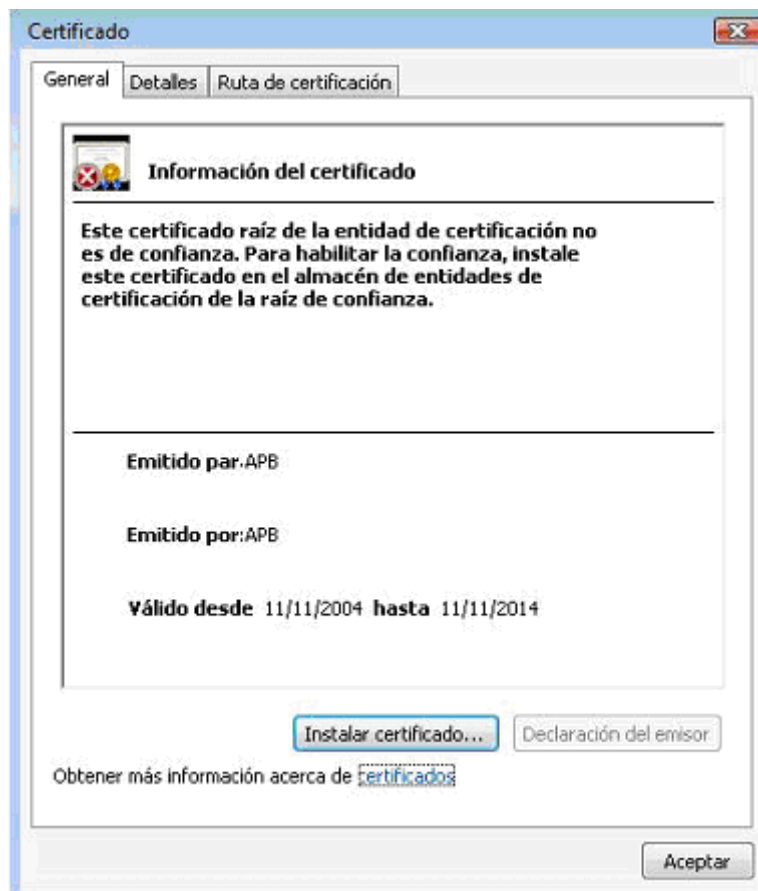 Certificado
General Detalles Ruta de certificación
Información del certificado
Este certificado raíz de la entidad de certificación no
es de confianza. Para habilitar la confianza, instale
este certificado en el almacén de entidades de
certificación de la raíz de confianza.
Emitido par.APB
Emitido por:APB
Válido desde 11/11/2004 hasta 11/11/2014
Instalar certificado... Declaración del emisor
Obtener más información acerca de certificados
Aceptar